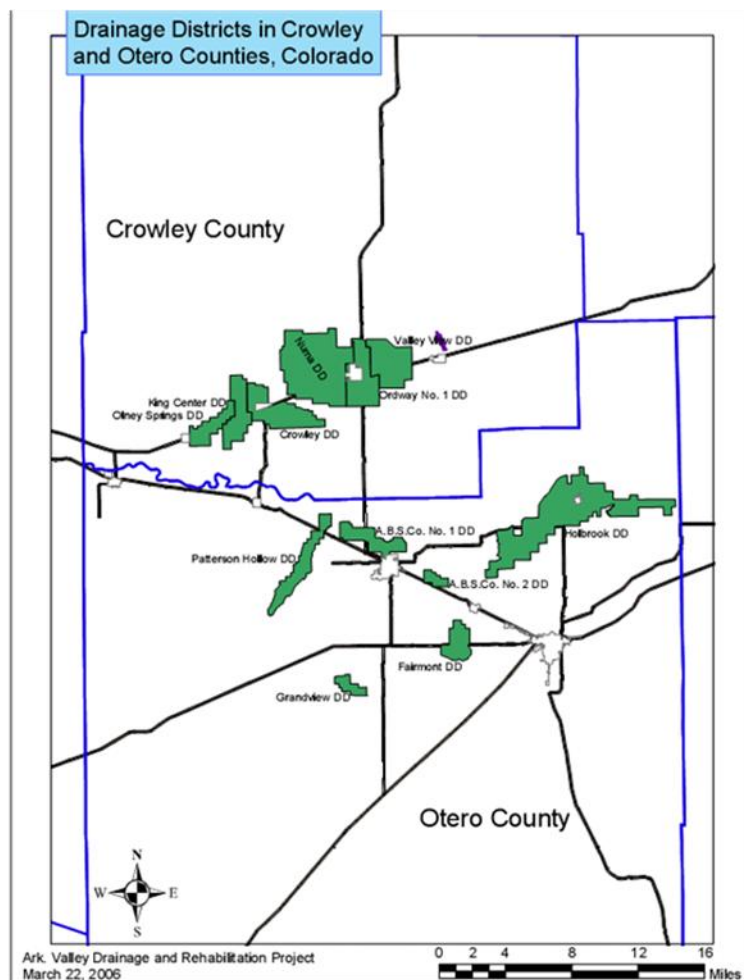 Drainage Districts in Crowley
and Otero Counties, Colorado
Crowley County
Valley View DD
Numa DD
Ordway No. 1 DD
King Center DD
Olney Springs DD
Crowley DD
A.B.S.Co. No. 1 DD
Holbrook DD
Patterson Hollow DD
A.B.S.Co. No. 2 DD
Fairmont DD
Grandview DD
Otero County
N
W E
S
Ark. Valley Drainage and Rehabilitation Project
March 22, 2006
0 2 4 8 12 16
Miles